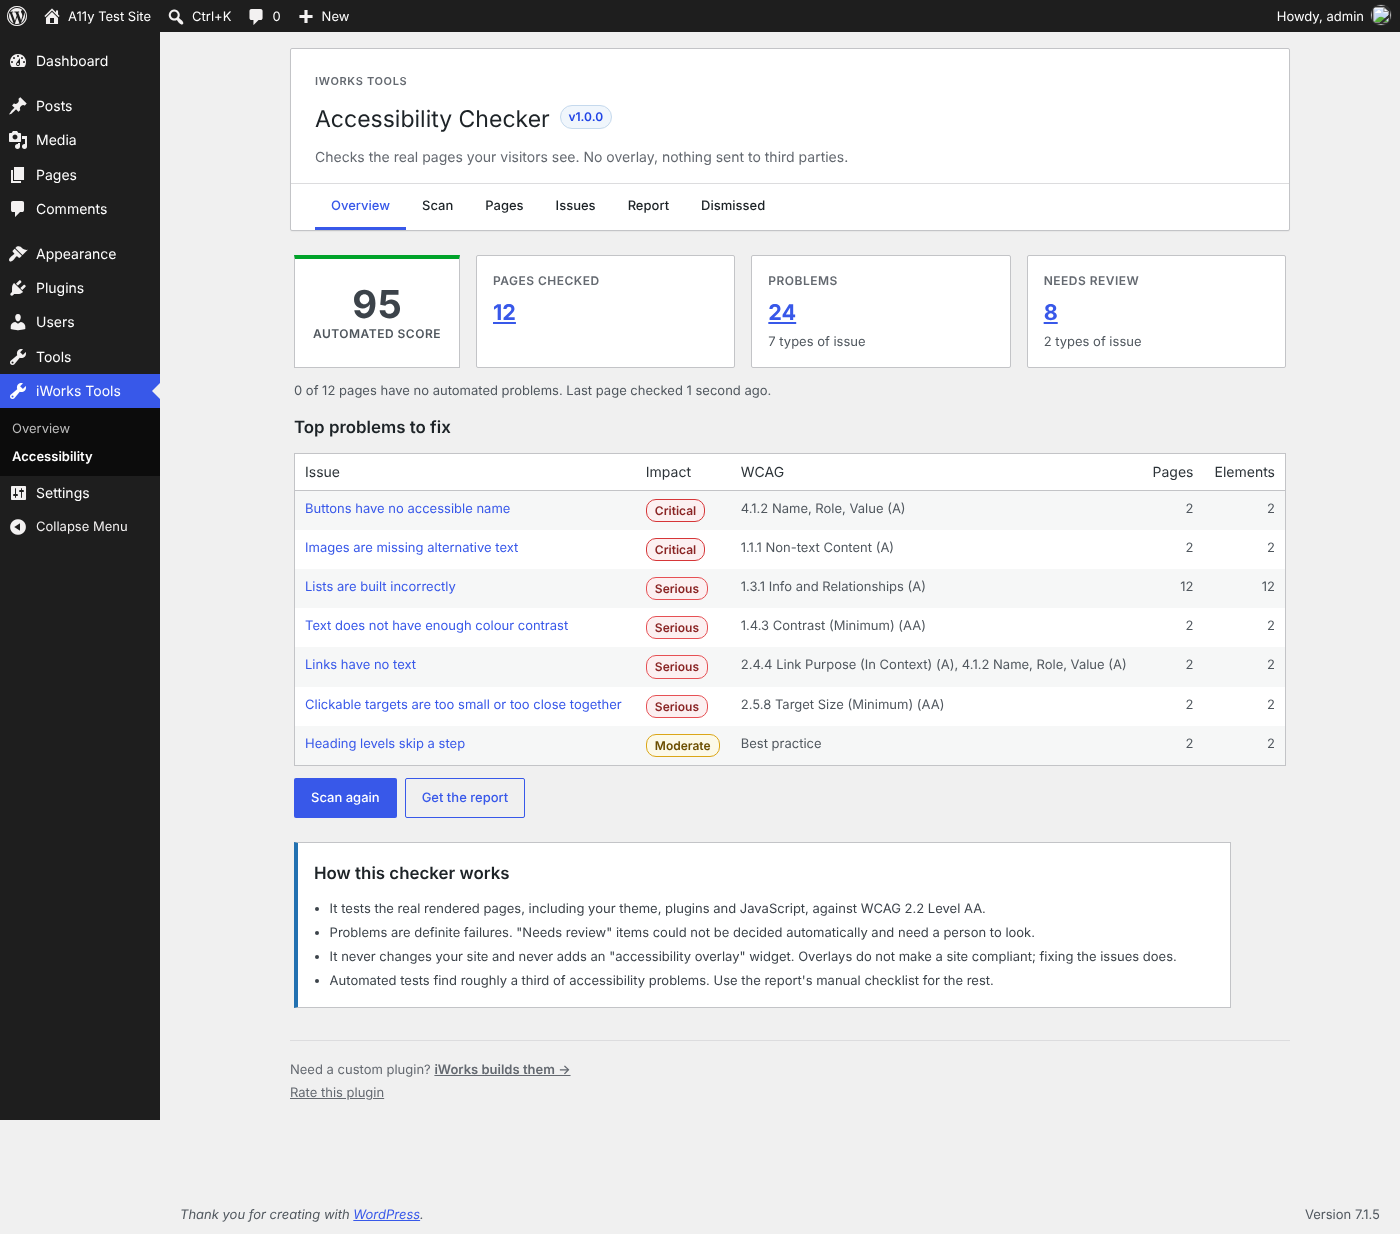 A11y Test Site
Ctrl+K
0
New
Howdy, admin
Dashboard
Posts
Media
Pages
Comments
Appearance
Plugins
Users
Tools
iWorks Tools
Overview
Accessibility
Settings
Collapse Menu
IWORKS TOOLS
Accessibility Checker v1.0.0
Checks the real pages your visitors see. No overlay, nothing sent to third parties.
Overview Scan Pages Issues Report Dismissed
95
AUTOMATED SCORE
PAGES CHECKED
12
PROBLEMS
24
7 types of issue
NEEDS REVIEW
8
2 types of issue
0 of 12 pages have no automated problems. Last page checked 1 second ago.
Top problems to fix
Issue Impact WCAG Pages Elements
Buttons have no accessible name Critical 4.1.2 Name, Role, Value (A) 2 2
Images are missing alternative text Critical 1.1.1 Non-text Content (A) 2 2
Lists are built incorrectly Serious 1.3.1 Info and Relationships (A) 12 12
Text does not have enough colour contrast Serious 1.4.3 Contrast (Minimum) (AA) 2 2
Links have no text Serious 2.4.4 Link Purpose (In Context) (A), 4.1.2 Name, Role, Value (A) 2 2
Clickable targets are too small or too close together Serious 2.5.8 Target Size (Minimum) (AA) 2 2
Heading levels skip a step Moderate Best practice 2 2
Scan again Get the report
How this checker works
• It tests the real rendered pages, including your theme, plugins and JavaScript, against WCAG 2.2 Level AA.
• Problems are definite failures. "Needs review" items could not be decided automatically and need a person to look.
• It never changes your site and never adds an "accessibility overlay" widget. Overlays do not make a site compliant; fixing the issues does.
• Automated tests find roughly a third of accessibility problems. Use the report's manual checklist for the rest.
Need a custom plugin? iWorks builds them →
Rate this plugin
Thank you for creating with WordPress.
Version 7.1.5